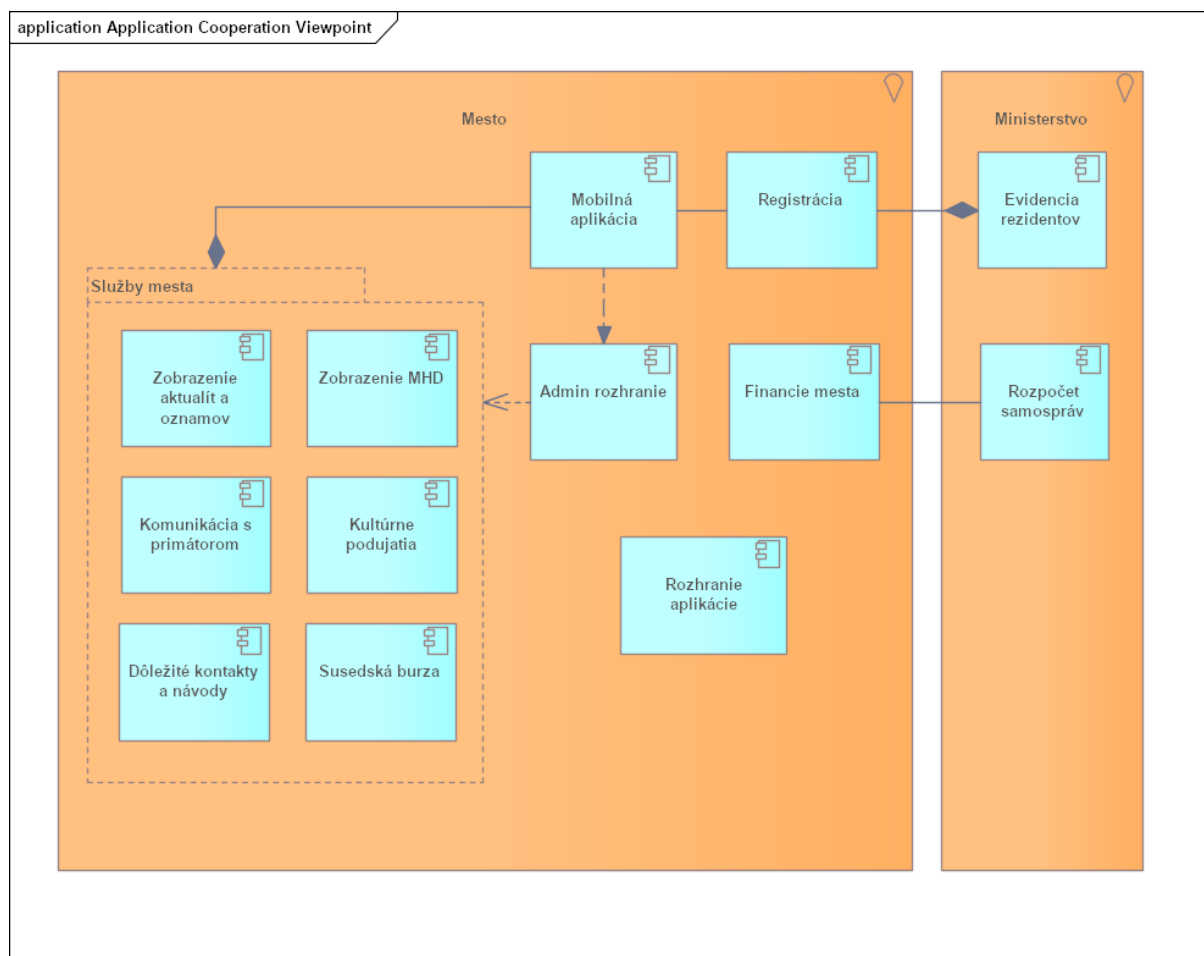 application Application Cooperation Viewpoint
Mesto
Ministerstvo
Mobilná
aplikácia
Registrácia
Evidencia
rezidentov
Služby mesta
Zobrazenie
aktualít a
oznamov
Zobrazenie MHD
Admin rozhranie
Financie mesta
Rozpočet
samospráv
Komunikácia s
primátorom
Kultúrne
podujatia
Rozhranie
aplikácie
Dôležité kontakty
a návody
Susedská burza